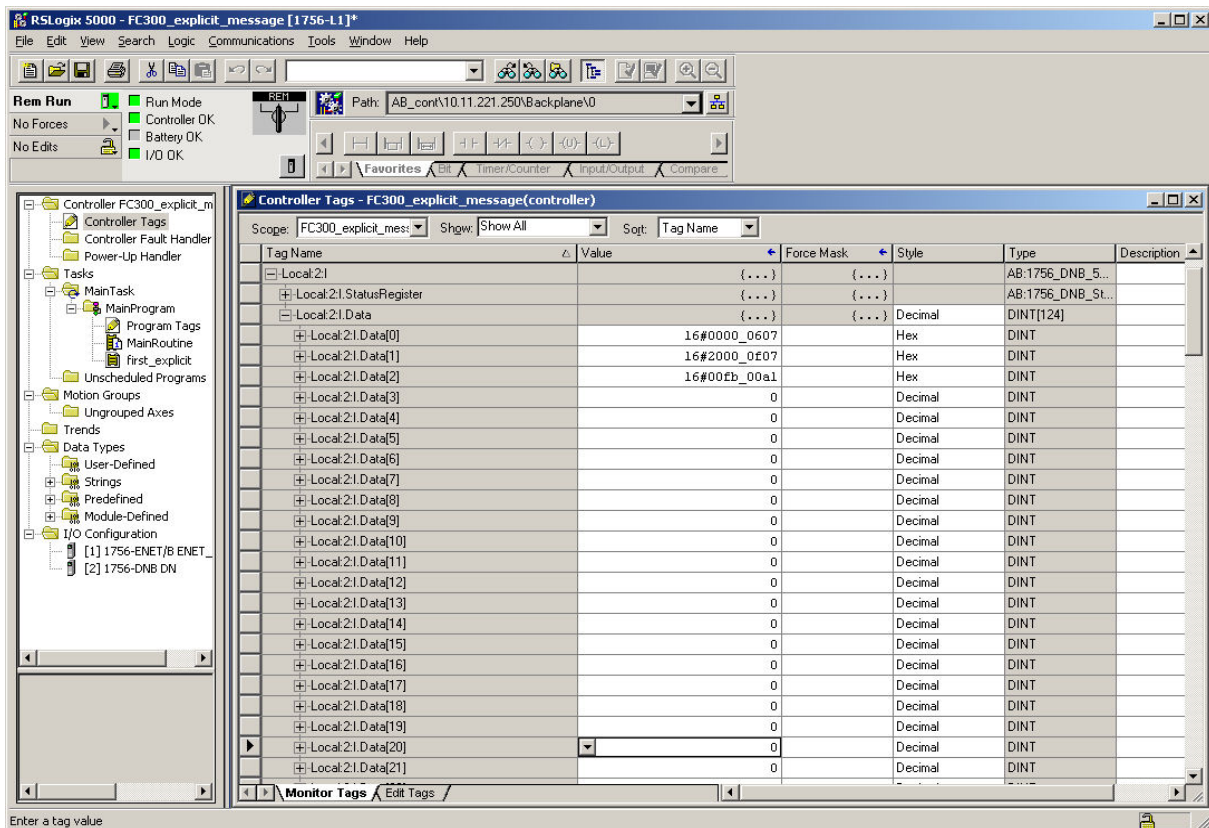 RSLogix 5000 - FC300_explicit_message [1756-L1]*
File Edit View Search Logic Communications Tools Window Help
Rem Run Run Mode
No Forces Controller OK
Battery OK
No Edits I/O OK
REM
Path: AB_cont\10.11.221.250\Backplane\0
Favorites Bit Timer/Counter Input/Output Compare
Controller FC300_explicit_m
Controller Tags
Controller Fault Handler
Power-Up Handler
Tasks
MainTask
MainProgram
Program Tags
MainRoutine
first_explicit
Unscheduled Programs
Motion Groups
Ungrouped Axes
Trends
Data Types
User-Defined
Strings
Predefined
Module-Defined
I/O Configuration
[1] 1756-ENET/B ENET_
[2] 1756-DNB DN
Controller Tags - FC300_explicit_message(controller)
Scope: FC300_explicit_mess Show: Show All Sort: Tag Name
Tag Name Value Force Mask Style Type Description
Local:2:I {...} {...} AB:1756_DNB_5...
Local:2:I.StatusRegister {...} {...} AB:1756_DNB_St...
Local:2:I.Data {...} {...} Decimal DINT[124]
Local:2:I.Data[0] 16#0000_0607 Hex DINT
Local:2:I.Data[1] 16#2000_0f07 Hex DINT
Local:2:I.Data[2] 16#00fb_00a1 Hex DINT
Local:2:I.Data[3] 0 Decimal DINT
Local:2:I.Data[4] 0 Decimal DINT
Local:2:I.Data[5] 0 Decimal DINT
Local:2:I.Data[6] 0 Decimal DINT
Local:2:I.Data[7] 0 Decimal DINT
Local:2:I.Data[8] 0 Decimal DINT
Local:2:I.Data[9] 0 Decimal DINT
Local:2:I.Data[10] 0 Decimal DINT
Local:2:I.Data[11] 0 Decimal DINT
Local:2:I.Data[12] 0 Decimal DINT
Local:2:I.Data[13] 0 Decimal DINT
Local:2:I.Data[14] 0 Decimal DINT
Local:2:I.Data[15] 0 Decimal DINT
Local:2:I.Data[16] 0 Decimal DINT
Local:2:I.Data[17] 0 Decimal DINT
Local:2:I.Data[18] 0 Decimal DINT
Local:2:I.Data[19] 0 Decimal DINT
Local:2:I.Data[20] 0 Decimal DINT
Local:2:I.Data[21] 0 Decimal DINT
Monitor Tags Edit Tags
Enter a tag value